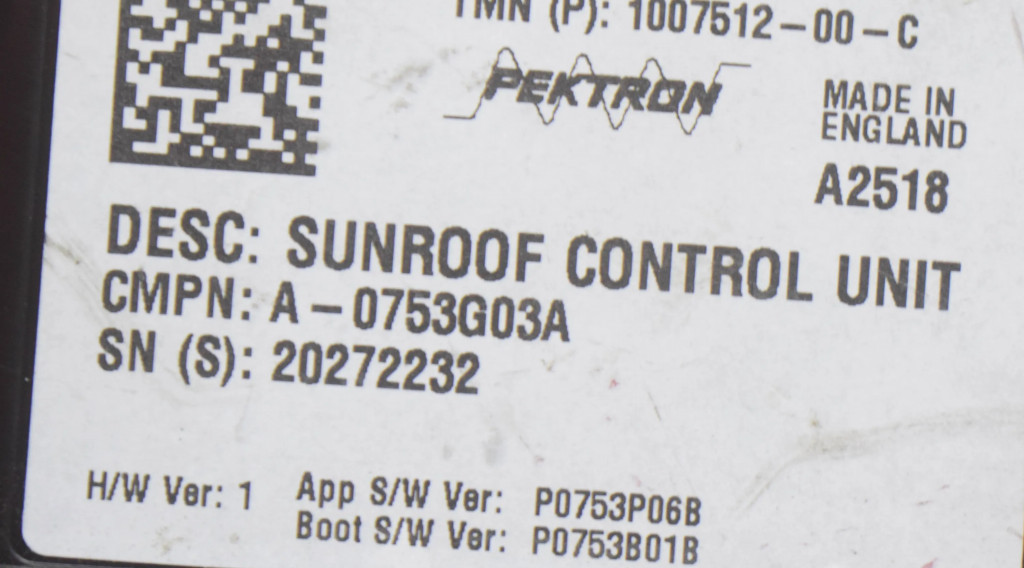 TMN (P): 1007512-00-C
PEKTRON
MADE IN
ENGLAND
A2518
DESC: SUNROOF CONTROL UNIT
CMPN: A-0753G03A
SN (S): 20272232
H/W Ver: 1
App S/W Ver: P0753P06B
Boot S/W Ver: P0753B01B